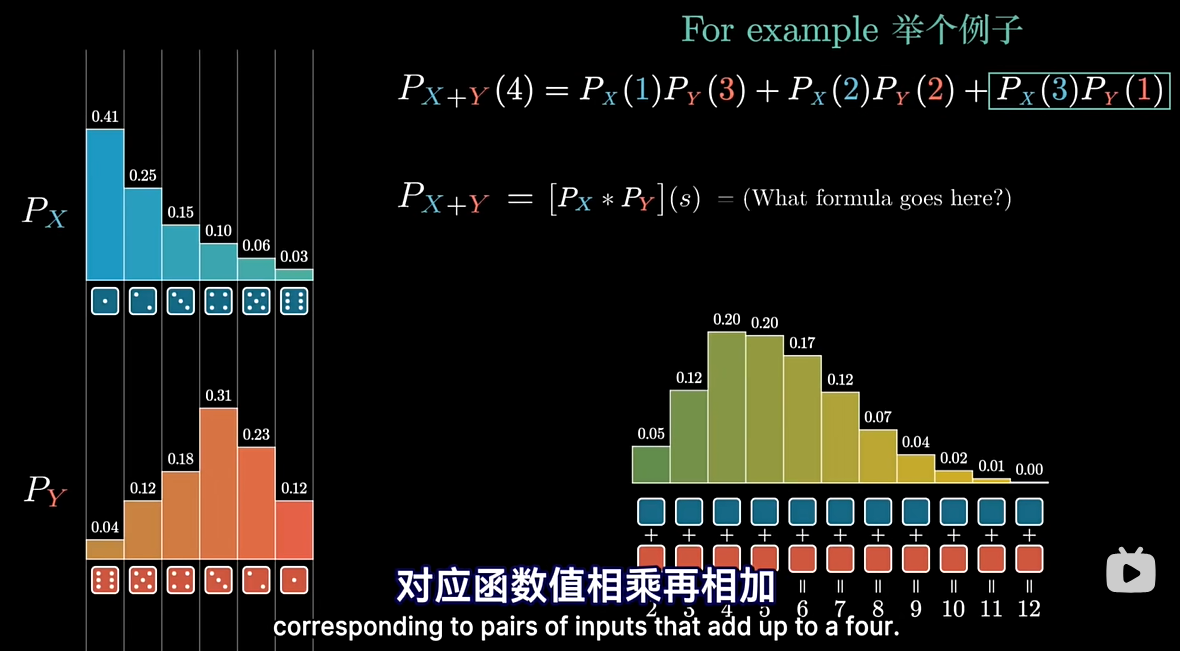 For example 举个例子
P_{X+Y}(4) = P_X(1)P_Y(3) + P_X(2)P_Y(2) + P_X(3)P_Y(1)
P_{X+Y} = [P_X * P_Y](s) = (What formula goes here?)
P_X
0.41 0.25 0.15 0.10 0.06 0.03
P_Y
0.04 0.12 0.18 0.31 0.23 0.12
0.05 0.12 0.20 0.20 0.17 0.12 0.07 0.04 0.02 0.01 0.00
+ + + + + + + + + + +
= = = = = = =
2 3 4 5 6 7 8 9 10 11 12
对应函数值相乘再相加
corresponding to pairs of inputs that add up to a four.